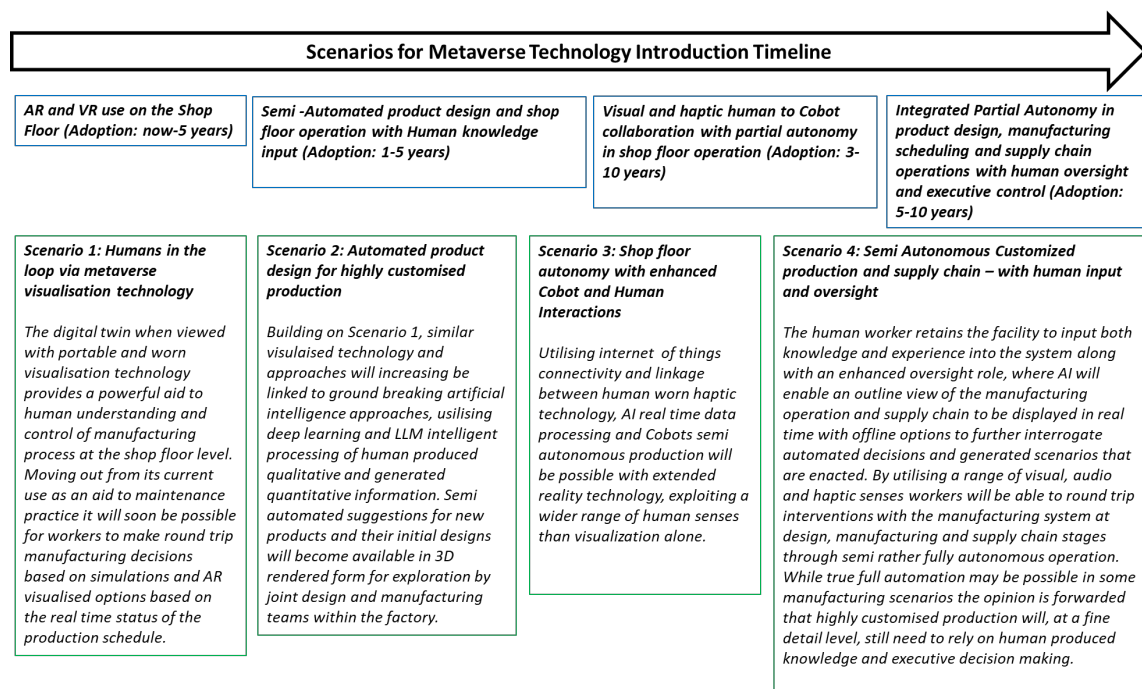 Scenarios for Metaverse Technology Introduction Timeline
AR and VR use on the Shop
Floor (Adoption: now-5 years)
Semi -Automated product design and shop
floor operation with Human knowledge
input (Adoption: 1-5 years)
Visual and haptic human to Cobot
collaboration with partial autonomy
in shop floor operation (Adoption: 3-
10 years)
Integrated Partial Autonomy in
product design, manufacturing
scheduling and supply chain
operations with human oversight
and executive control (Adoption:
5-10 years)
Scenario 1: Humans in the
loop via metaverse
visualisation technology
The digital twin when viewed
with portable and worn
visualisation technology
provides a powerful aid to
human understanding and
control of manufacturing
process at the shop floor level.
Moving out from its current
use as an aid to maintenance
practice it will soon be possible
for workers to make round trip
manufacturing decisions
based on simulations and AR
visualised options based on
the real time status of the
production schedule.
Scenario 2: Automated product
design for highly customised
production
Building on Scenario 1, similar
visulaised technology and
approaches will increasing be
linked to ground breaking artificial
intelligence approaches, usilising
deep learning and LLM intelligent
processing of human produced
qualitative and generated
quantitative information. Semi
automated suggestions for new
products and their initial designs
will become available in 3D
rendered form for exploration by
joint design and manufacturing
teams within the factory.
Scenario 3: Shop floor
autonomy with enhanced
Cobot and Human
Interactions
Utilising internet of things
connectivity and linkage
between human worn haptic
technology, AI real time data
processing and Cobots semi
autonomous production will
be possible with extended
reality technology, exploiting a
wider range of human senses
than visualization alone.
Scenario 4: Semi Autonomous Customized
production and supply chain – with human input
and oversight
The human worker retains the facility to input both
knowledge and experience into the system along
with an enhanced oversight role, where AI will
enable an outline view of the manufacturing
operation and supply chain to be displayed in real
time with offline options to further interrogate
automated decisions and generated scenarios that
are enacted. By utilising a range of visual, audio
and haptic senses workers will be able to round trip
interventions with the manufacturing system at
design, manufacturing and supply chain stages
through semi rather fully autonomous operation.
While true full automation may be possible in some
manufacturing scenarios the opinion is forwarded
that highly customised production will, at a fine
detail level, still need to rely on human produced
knowledge and executive decision making.